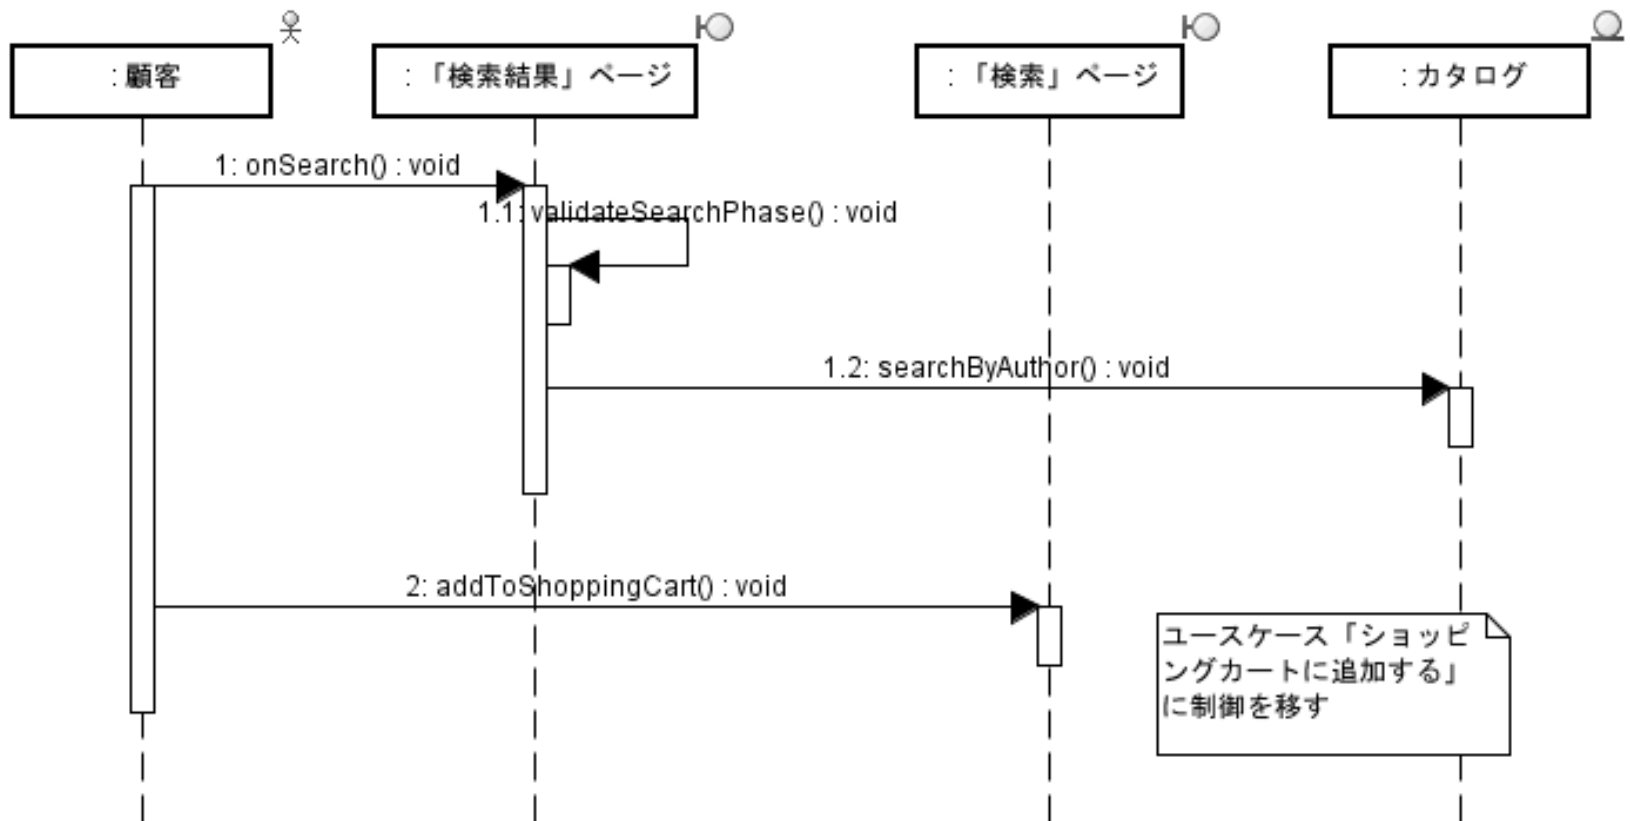 : 顧客
: 「検索結果」ページ
: 「検索」ページ
: カタログ
1: onSearch() : void
1.1: validateSearchPhase() : void
1.2: searchByAuthor() : void
2: addToShoppingCart() : void
ユースケース「ショッピ
ングカートに追加する」
に制御を移す